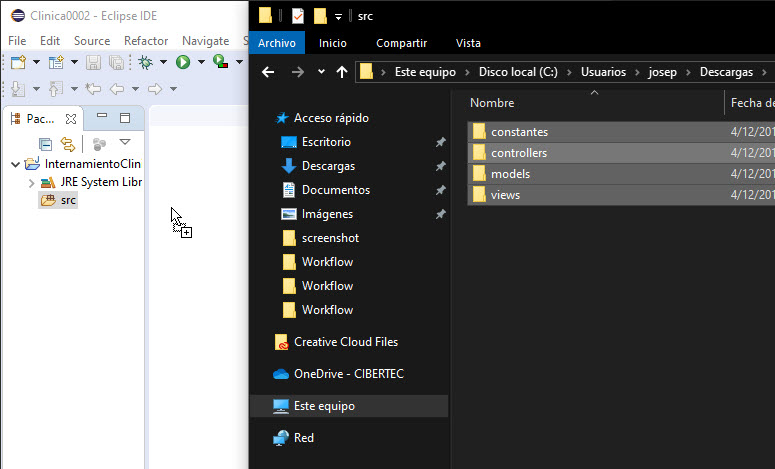 Clinica0002 - Eclipse IDE
File Edit Source Refactor Navigate S
Pac...
InternamientoClin
JRE System Libr
src
src
Archivo Inicio Compartir Vista
Este equipo > Disco local (C:) > Usuarios > josep > Descargas >
Acceso rápido
Escritorio
Descargas
Documentos
Imágenes
screenshot
Workflow
Workflow
Workflow
Creative Cloud Files
OneDrive - CIBERTEC
Este equipo
Red
Nombre Fecha de
constantes 4/12/201
controllers 4/12/201
models 4/12/201
views 4/12/201